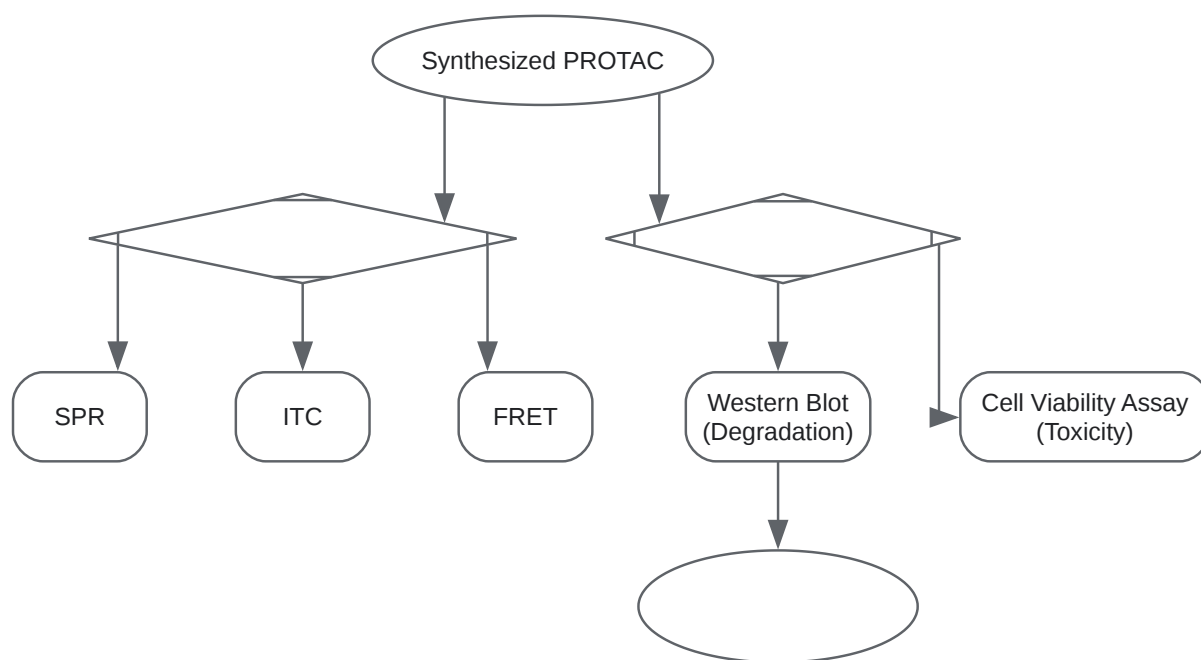 Synthesized PROTAC
SPR
ITC
FRET
Western Blot
(Degradation)
Cell Viability Assay
(Toxicity)